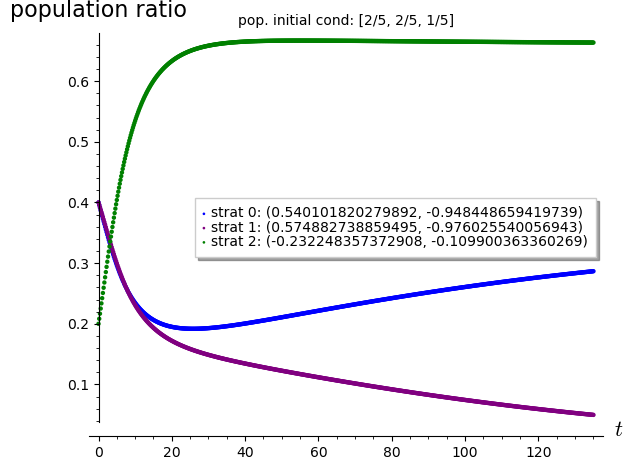 population ratio
pop. initial cond: [2/5, 2/5, 1/5]
0.6
0.5
0.4
strat 0: (0.540101820279892, -0.948448659419739)
strat 1: (0.574882738859495, -0.976025540056943)
strat 2: (-0.232248357372908, -0.109900363360269)
0.3
0.2
0.1
t
0 20 40 60 80 100 120